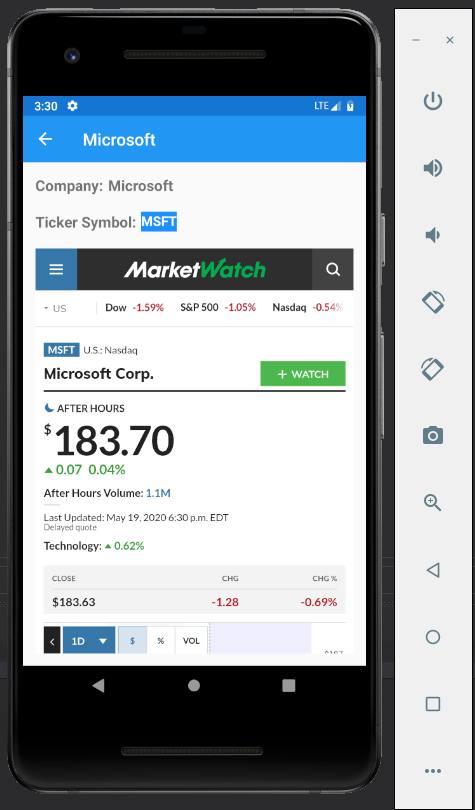 3:30 LTE
Microsoft
Company: Microsoft
Ticker Symbol: MSFT
MarketWatch
US Dow -1.59% S&P 500 -1.05% Nasdaq -0.54%
MSFT U.S.: Nasdaq
Microsoft Corp. + WATCH
AFTER HOURS
$183.70
0.07 0.04%
After Hours Volume: 1.1M
Last Updated: May 19, 2020 6:30 p.m. EDT
Delayed quote
Technology: 0.62%
CLOSE CHG CHG %
$183.63 -1.28 -0.69%
1D $ % VOL